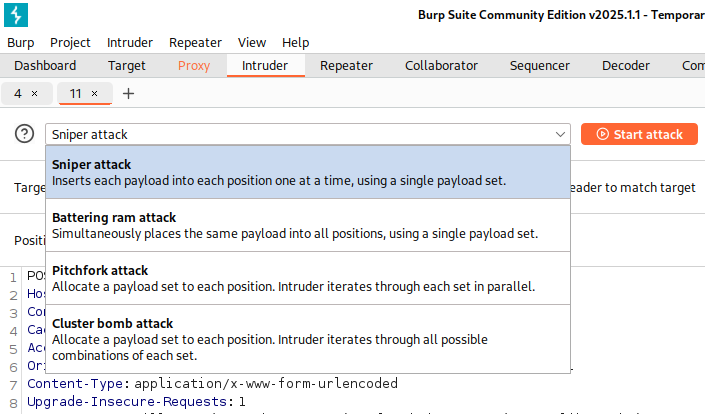 Burp Suite Community Edition v2025.1.1 - Temporar
Burp Project Intruder Repeater View Help
Dashboard Target Proxy Intruder Repeater Collaborator Sequencer Decoder Com
4 × 11 × +
? Sniper attack Start attack
Sniper attack
Inserts each payload into each position one at a time, using a single payload set.
Targe eader to match target
Battering ram attack
Simultaneously places the same payload into all positions, using a single payload set.
Positi
Pitchfork attack
Allocate a payload set to each position. Intruder iterates through each set in parallel.
1 PO
2 Hos
3 Con
Cluster bomb attack
4 Cac
Allocate a payload set to each position. Intruder iterates through all possible
5 Acc
combinations of each set.
6 Ori
7 Content-Type: application/x-www-form-urlencoded
8 Upgrade-Insecure-Requests: 1